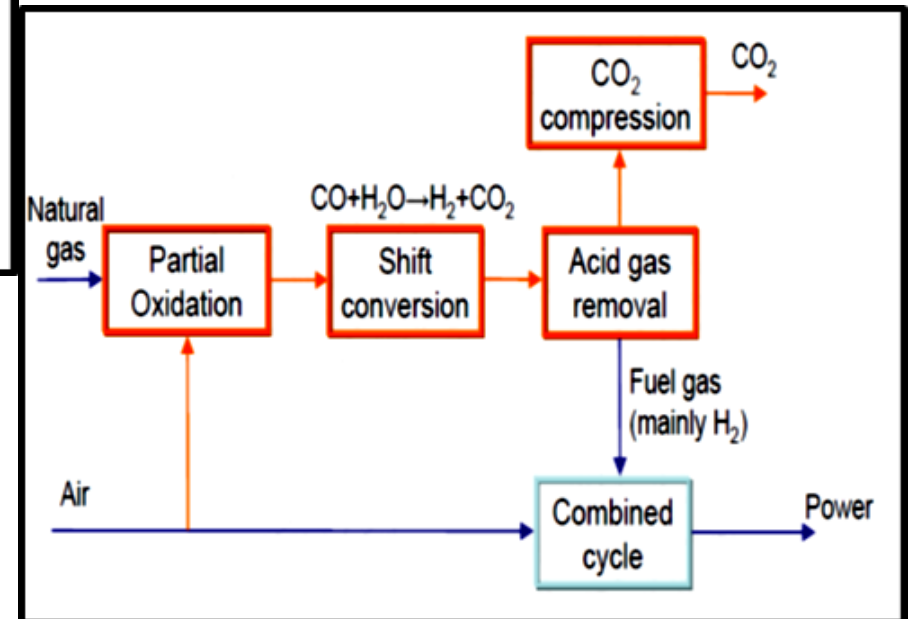 CO₂
compression
CO₂
CO+H₂O→H₂+CO₂
Natural
gas
Partial
Oxidation
Shift
conversion
Acid gas
removal
Fuel gas
(mainly H₂)
Air
Combined
cycle
Power